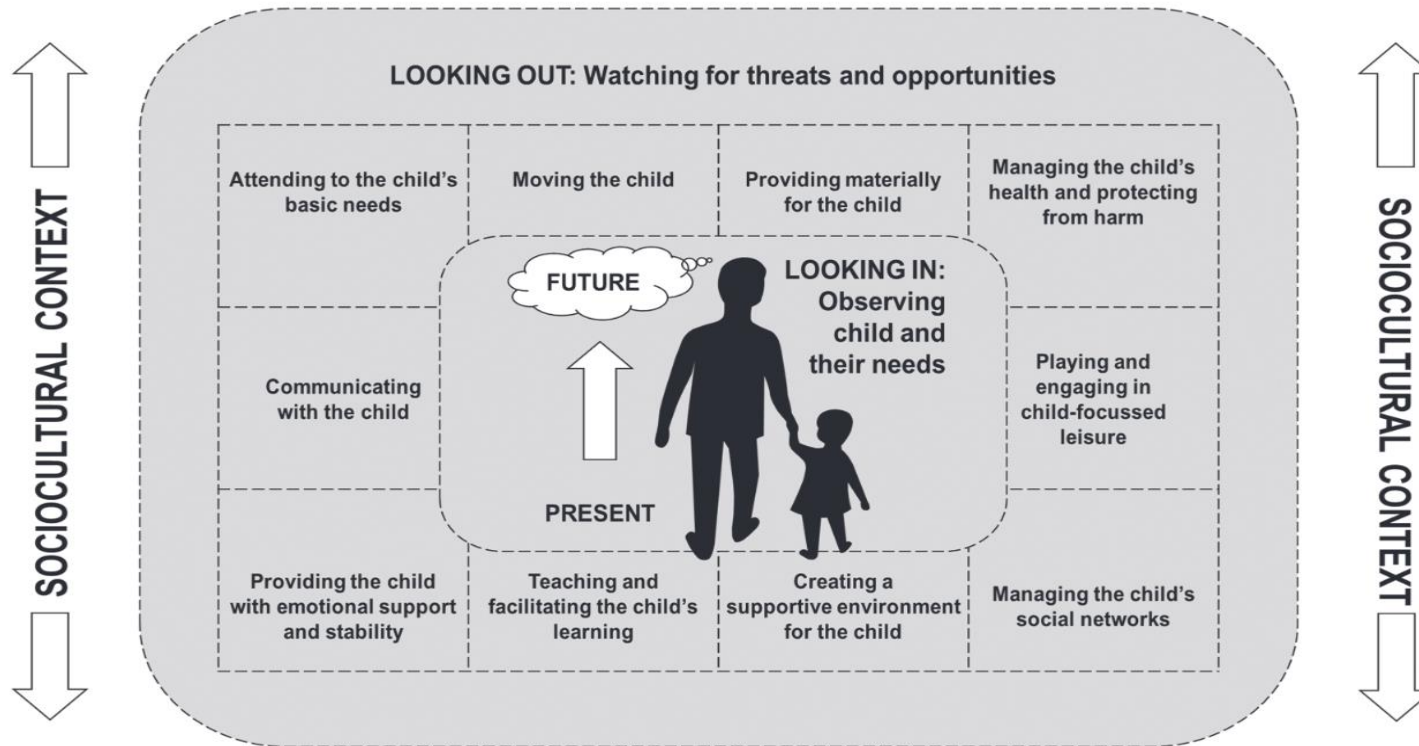 LOOKING OUT: Watching for threats and opportunities
Attending to the child’s
basic needs
Moving the child
Providing materially
for the child
Managing the child’s
health and protecting
from harm
SOCIOCULTURAL CONTEXT
FUTURE
LOOKING IN:
Observing
child and
their needs
SOCIOCULTURAL CONTEXT
Communicating
with the child
Playing and
engaging in
child-focussed
leisure
PRESENT
Providing the child
with emotional support
and stability
Teaching and
facilitating the child’s
learning
Creating a
supportive environment
for the child
Managing the child’s
social networks